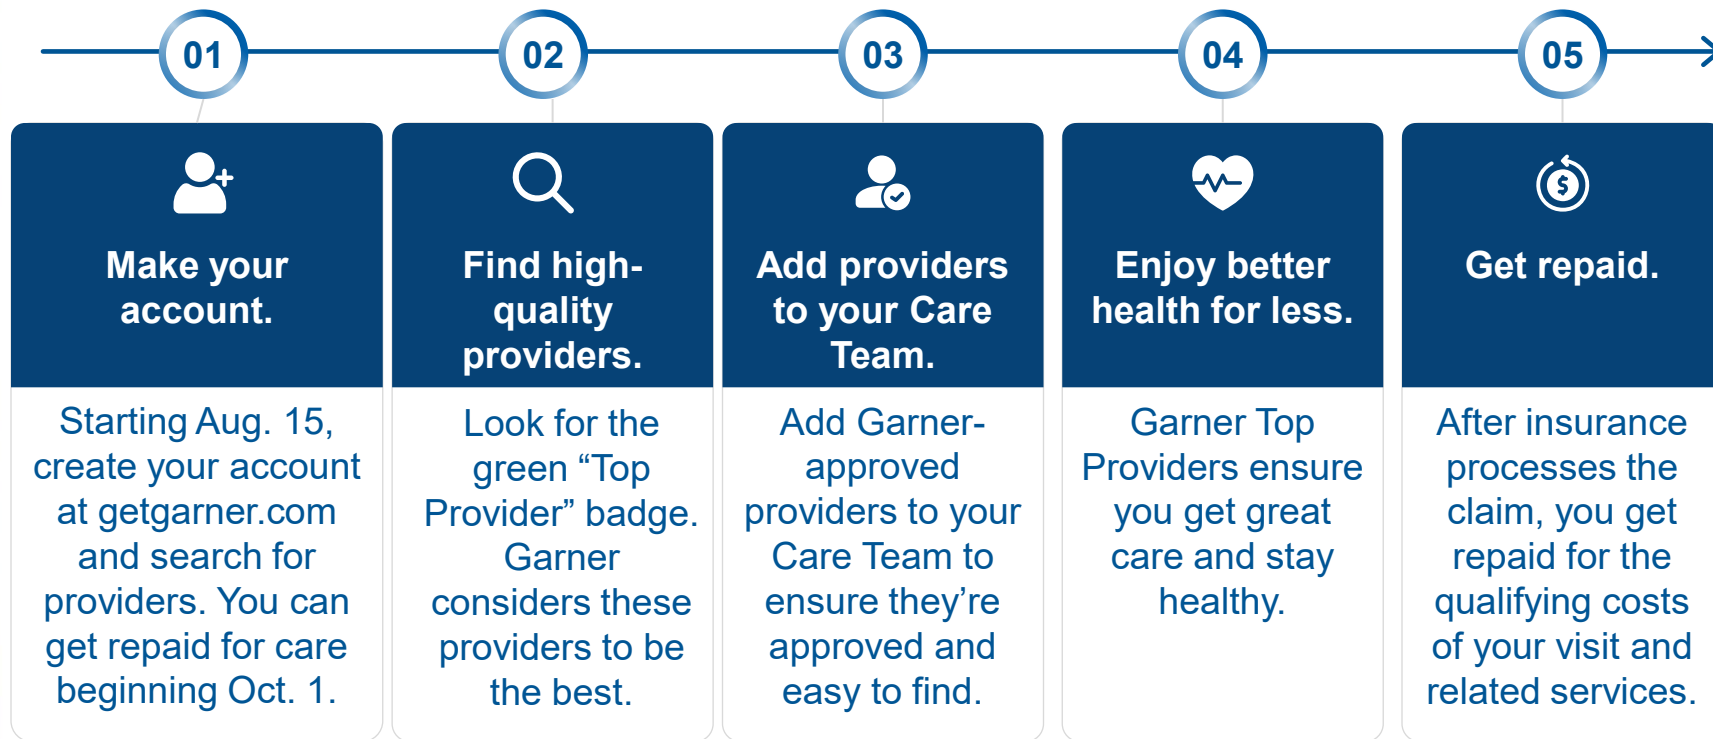 01
Make your
account.
Starting Aug. 15,
create your account
at getgarner.com
and search for
providers. You can
get repaid for care
beginning Oct. 1.
02
Find high-
quality
providers.
Look for the
green “Top
Provider” badge.
Garner
considers these
providers to be
the best.
03
Add providers
to your Care
Team.
Add Garner-
approved
providers to your
Care Team to
ensure they’re
approved and
easy to find.
04
Enjoy better
health for less.
Garner Top
Providers ensure
you get great
care and stay
healthy.
05
$
Get repaid.
After insurance
processes the
claim, you get
repaid for the
qualifying costs
of your visit and
related services.